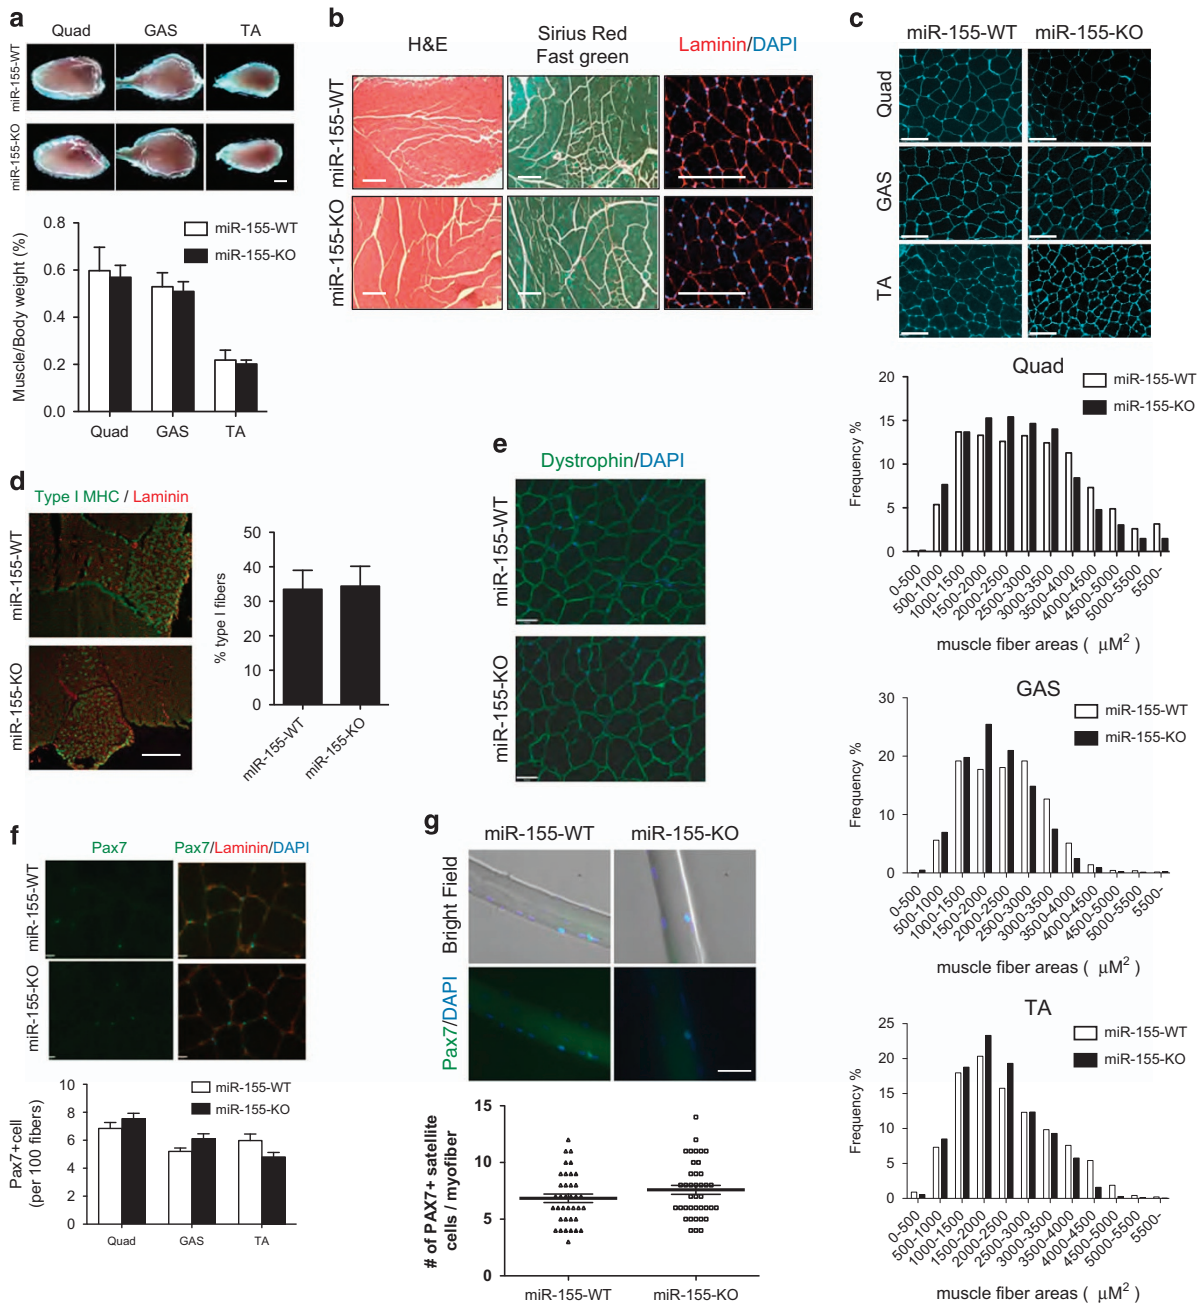 a
Quad GAS TA
miR-155-WT
miR-155-KO
Muscle/Body weight (%)
0.8
0.6
0.4
0.2
0.0
miR-155-WT
miR-155-KO
Quad GAS TA
b
H&E
Sirius Red
Fast green
Laminin/DAPI
miR-155-WT
miR-155-KO
c
miR-155-WT miR-155-KO
Quad
GAS
TA
Quad
miR-155-WT
miR-155-KO
Frequency %
20
15
10
5
0
0-500
500-1000
1000-1500
1500-2000
2000-2500
2500-3000
3000-3500
3500-4000
4000-4500
4500-5000
5000-5500
5500-
muscle fiber areas ( μM²)
GAS
miR-155-WT
miR-155-KO
Frequency %
30
20
10
0
0-500
500-1000
1000-1500
1500-2000
2000-2500
2500-3000
3000-3500
3500-4000
4000-4500
4500-5000
5000-5500
5500-
muscle fiber areas ( μM²)
TA
miR-155-WT
miR-155-KO
Frequency %
25
20
15
10
5
0
0-500
500-1000
1000-1500
1500-2000
2000-2500
2500-3000
3000-3500
3500-4000
4000-4500
4500-5000
5000-5500
5500-
muscle fiber areas ( μM²)
d
Type I MHC / Laminin
miR-155-WT
miR-155-KO
% type I fibers
50
40
30
20
10
0
miR-155-WT
miR-155-KO
e
Dystrophin/DAPI
miR-155-WT
miR-155-KO
f
Pax7 Pax7/Laminin/DAPI
miR-155-WT
miR-155-KO
Pax7+cell
(per 100 fibers)
10
8
6
4
2
0
miR-155-WT
miR-155-KO
Quad GAS TA
g
miR-155-WT miR-155-KO
Bright Field
Pax7/DAPI
# of PAX7+ satellite
cells / myofiber
15
10
5
0
miR-155-WT miR-155-KO